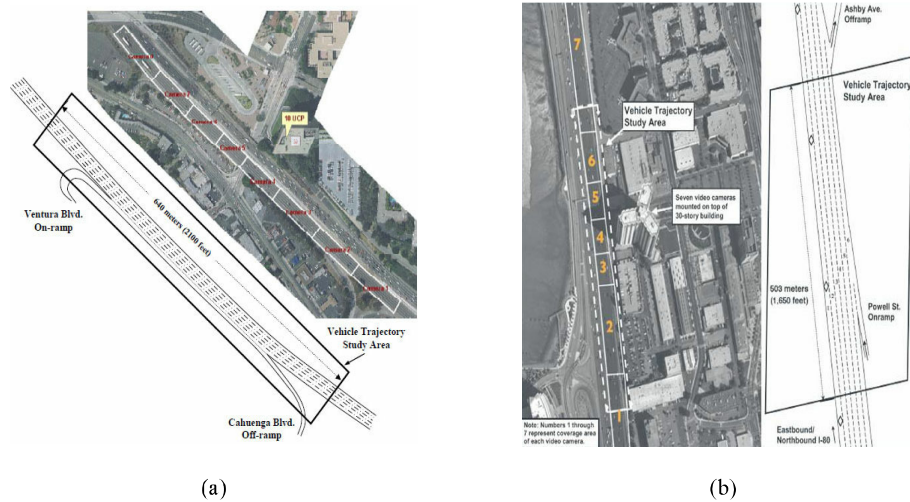 Ventura Blvd.
On-ramp
640 meters (2100 feet)
Vehicle Trajectory
Study Area
Cahuenga Blvd.
Off-ramp
10 UCP
Camera 5
(a)
7
6
5
4
3
2
1
Vehicle Trajectory
Study Area
Seven video cameras
mounted on top of
30-story building
Note: Numbers 1 through
7 represent coverage area
of each video camera.
Ashby Ave.
Offramp
Vehicle Trajectory
Study Area
503 meters
(1,650 feet)
Powell St.
Onramp
Eastbound/
Northbound I-80
(b)